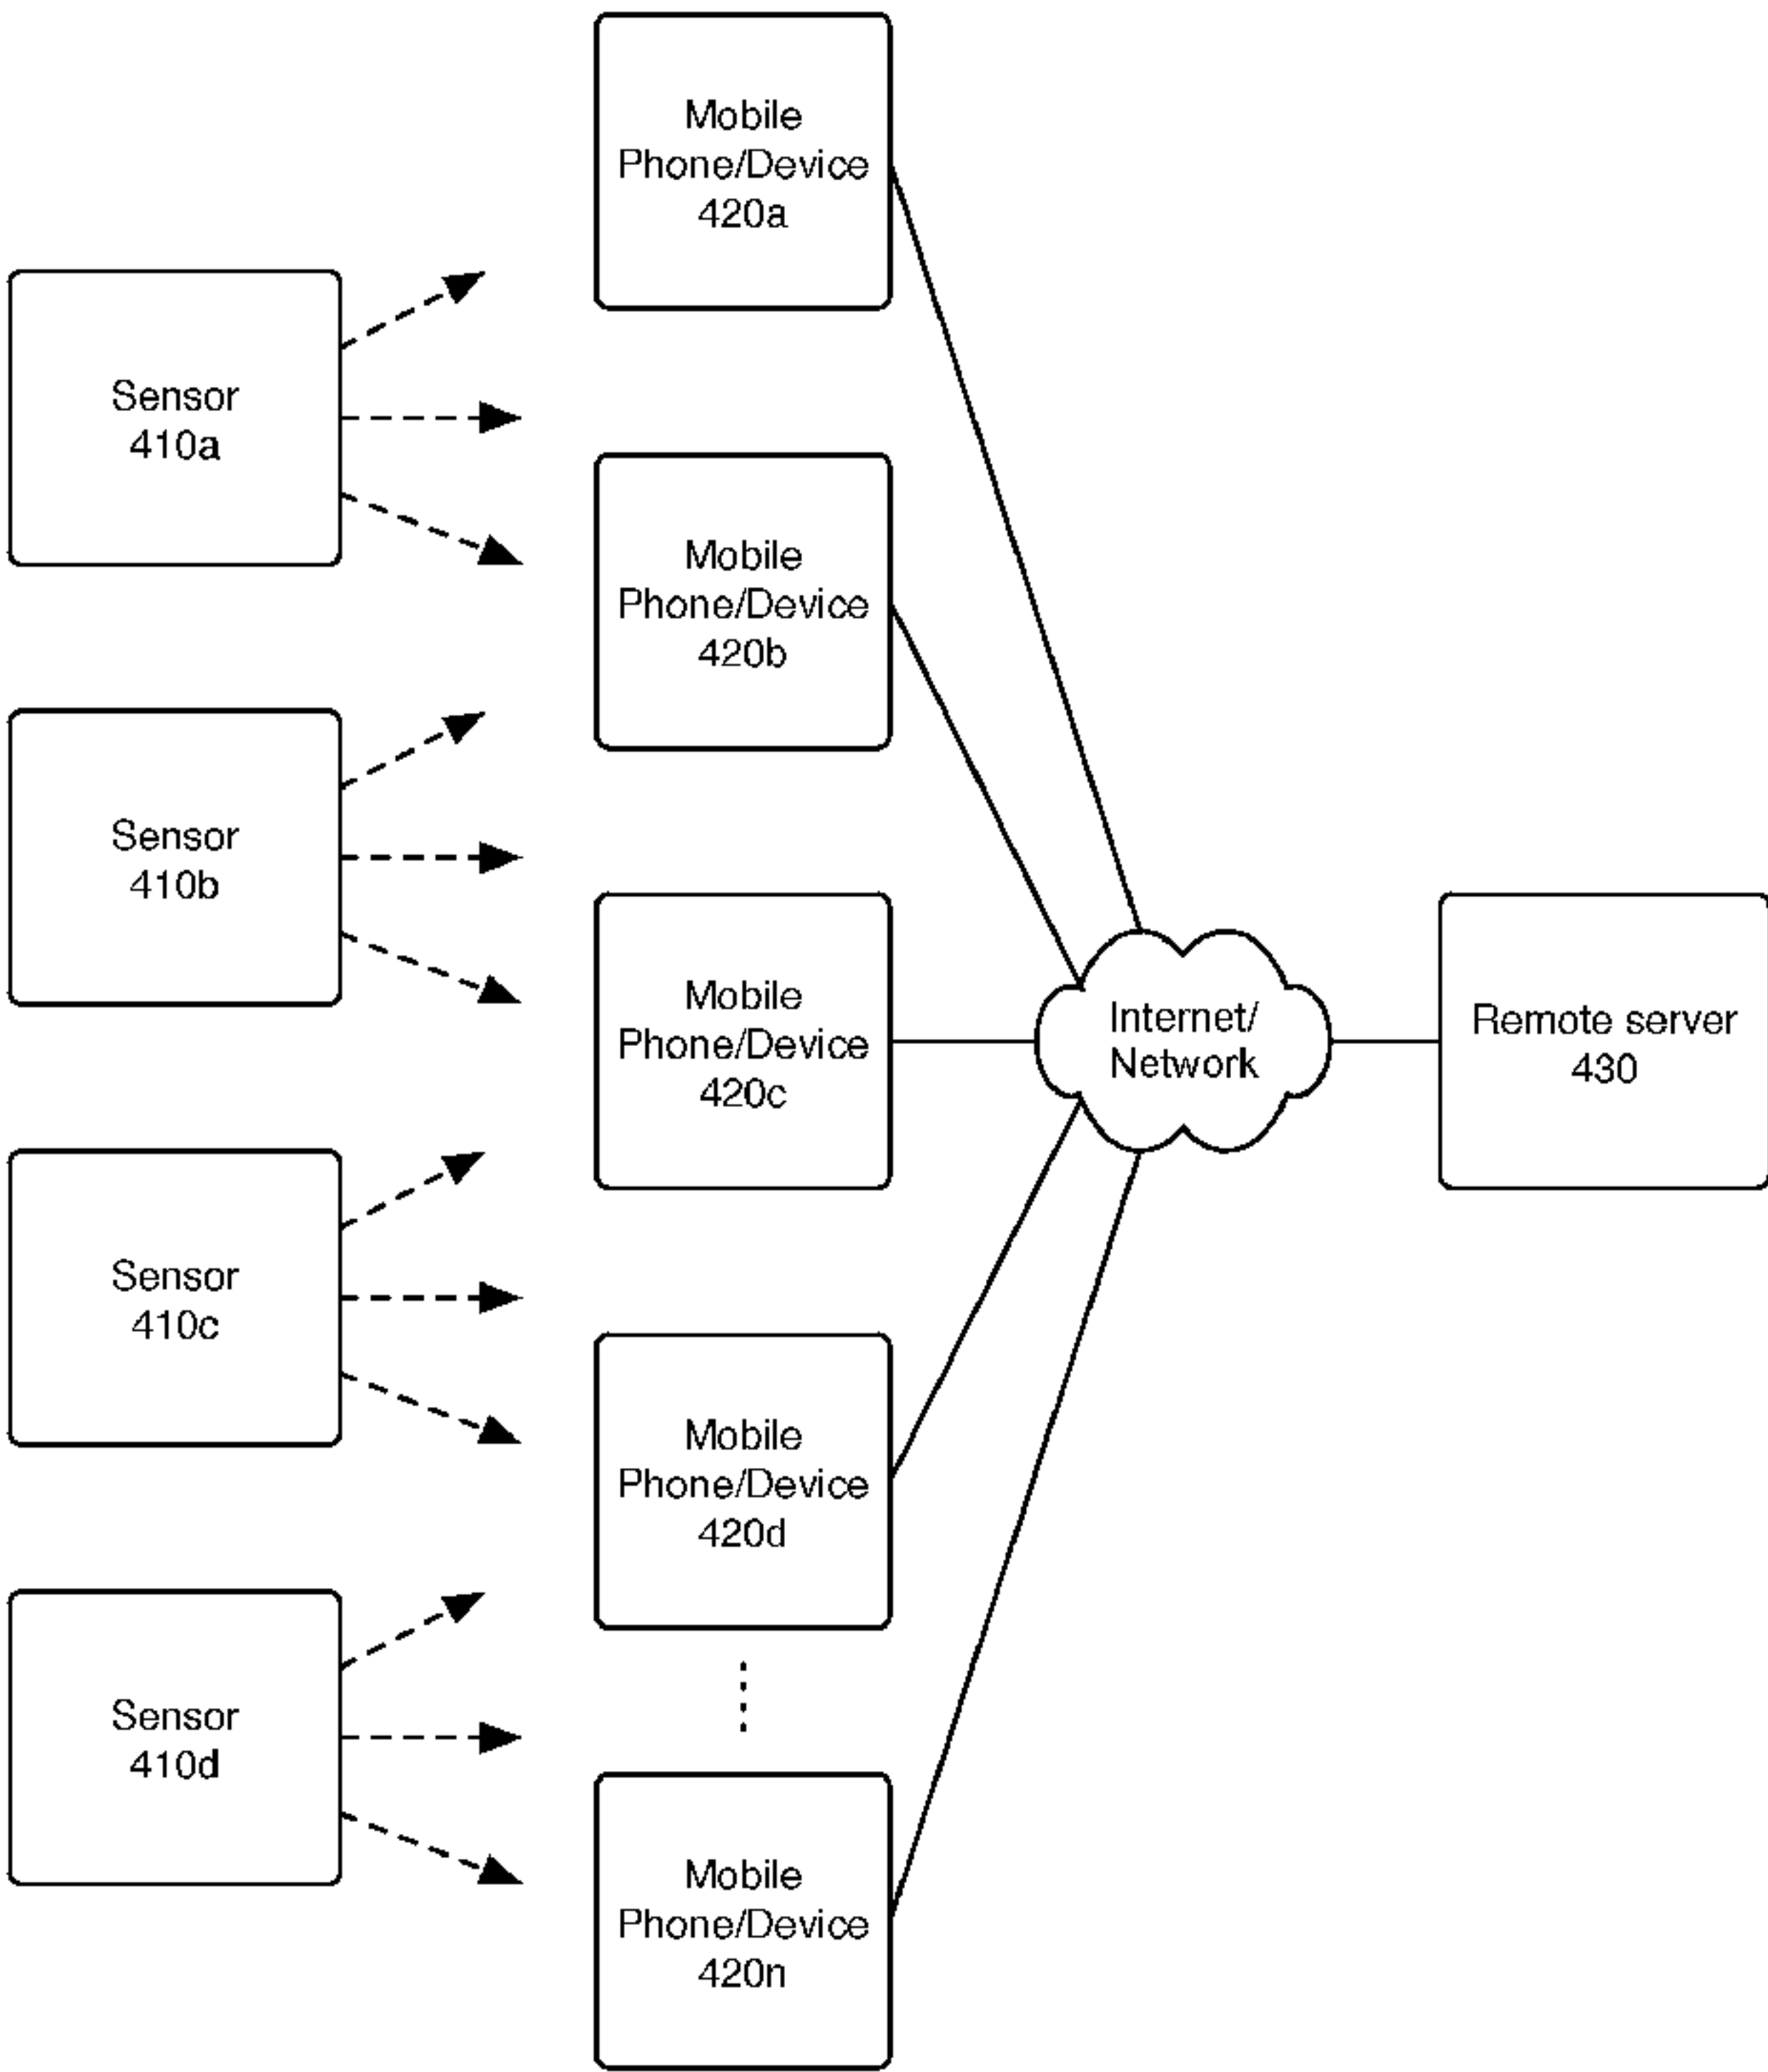 Mobile
Phone/Device
420a
Sensor
410a
Mobile
Phone/Device
420b
Sensor
410b
Mobile
Phone/Device
420c
Internet/
Network
Remote server
430
Sensor
410c
Mobile
Phone/Device
420d
Sensor
410d
Mobile
Phone/Device
420n